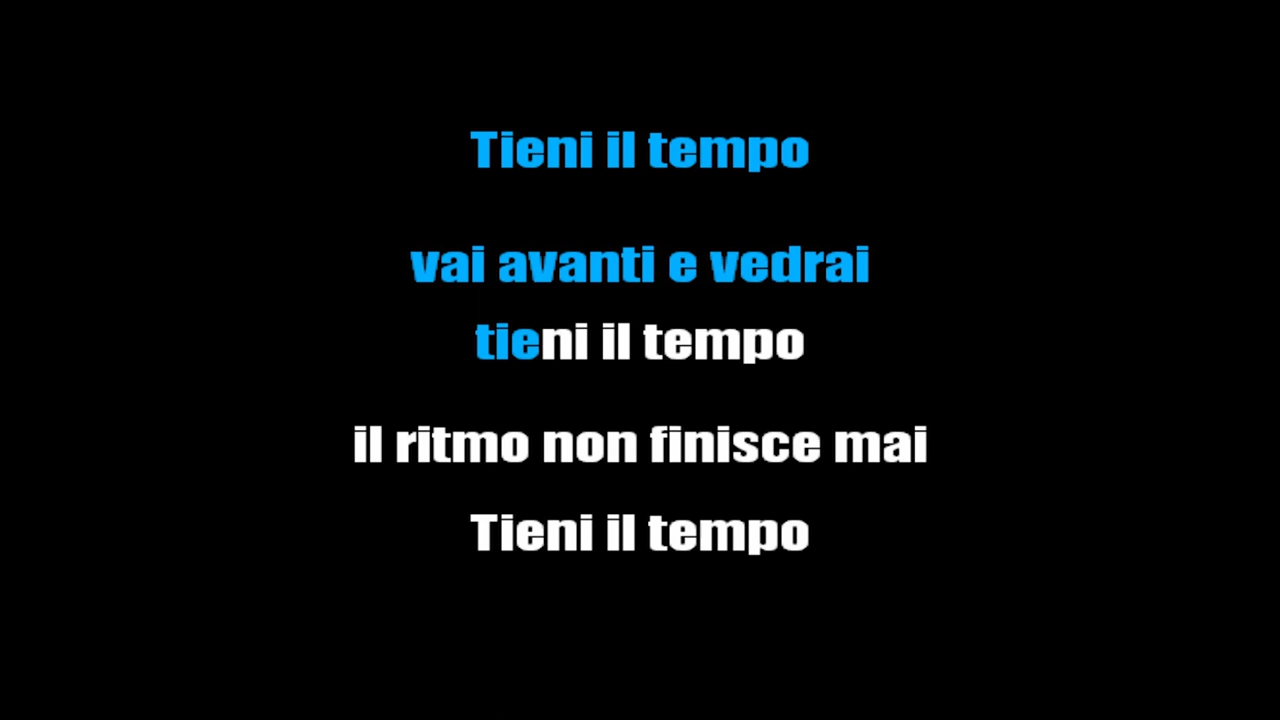 Tieni il tempo
vai avanti e vedrai
tieni il tempo
il ritmo non finisce mai
Tieni il tempo